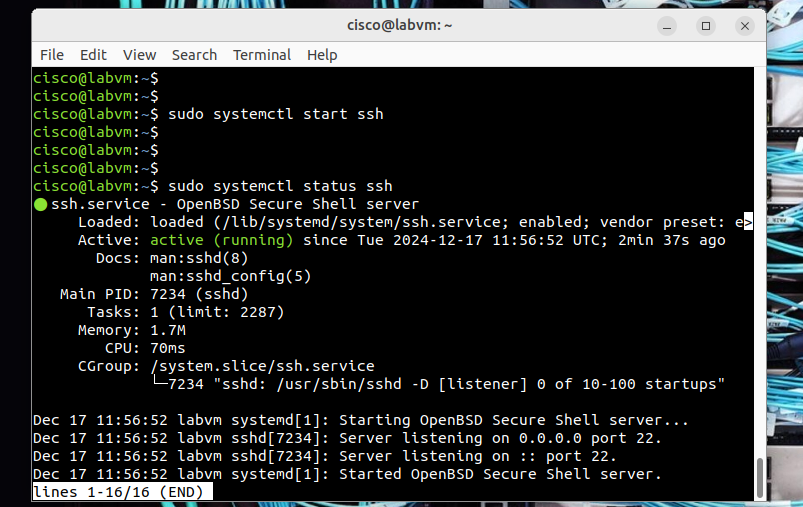 cisco@labvm: ~
File Edit View Search Terminal Help
cisco@labvm:~$
cisco@labvm:~$
cisco@labvm:~$ sudo systemctl start ssh
cisco@labvm:~$
cisco@labvm:~$
cisco@labvm:~$
cisco@labvm:~$ sudo systemctl status ssh
● ssh.service - OpenBSD Secure Shell server
Loaded: loaded (/lib/systemd/system/ssh.service; enabled; vendor preset: e>
Active: active (running) since Tue 2024-12-17 11:56:52 UTC; 2min 37s ago
Docs: man:sshd(8)
man:sshd_config(5)
Main PID: 7234 (sshd)
Tasks: 1 (limit: 2287)
Memory: 1.7M
CPU: 70ms
CGroup: /system.slice/ssh.service
└─7234 "sshd: /usr/sbin/sshd -D [listener] 0 of 10-100 startups"
Dec 17 11:56:52 labvm systemd[1]: Starting OpenBSD Secure Shell server...
Dec 17 11:56:52 labvm sshd[7234]: Server listening on 0.0.0.0 port 22.
Dec 17 11:56:52 labvm sshd[7234]: Server listening on :: port 22.
Dec 17 11:56:52 labvm systemd[1]: Started OpenBSD Secure Shell server.
lines 1-16/16 (END)